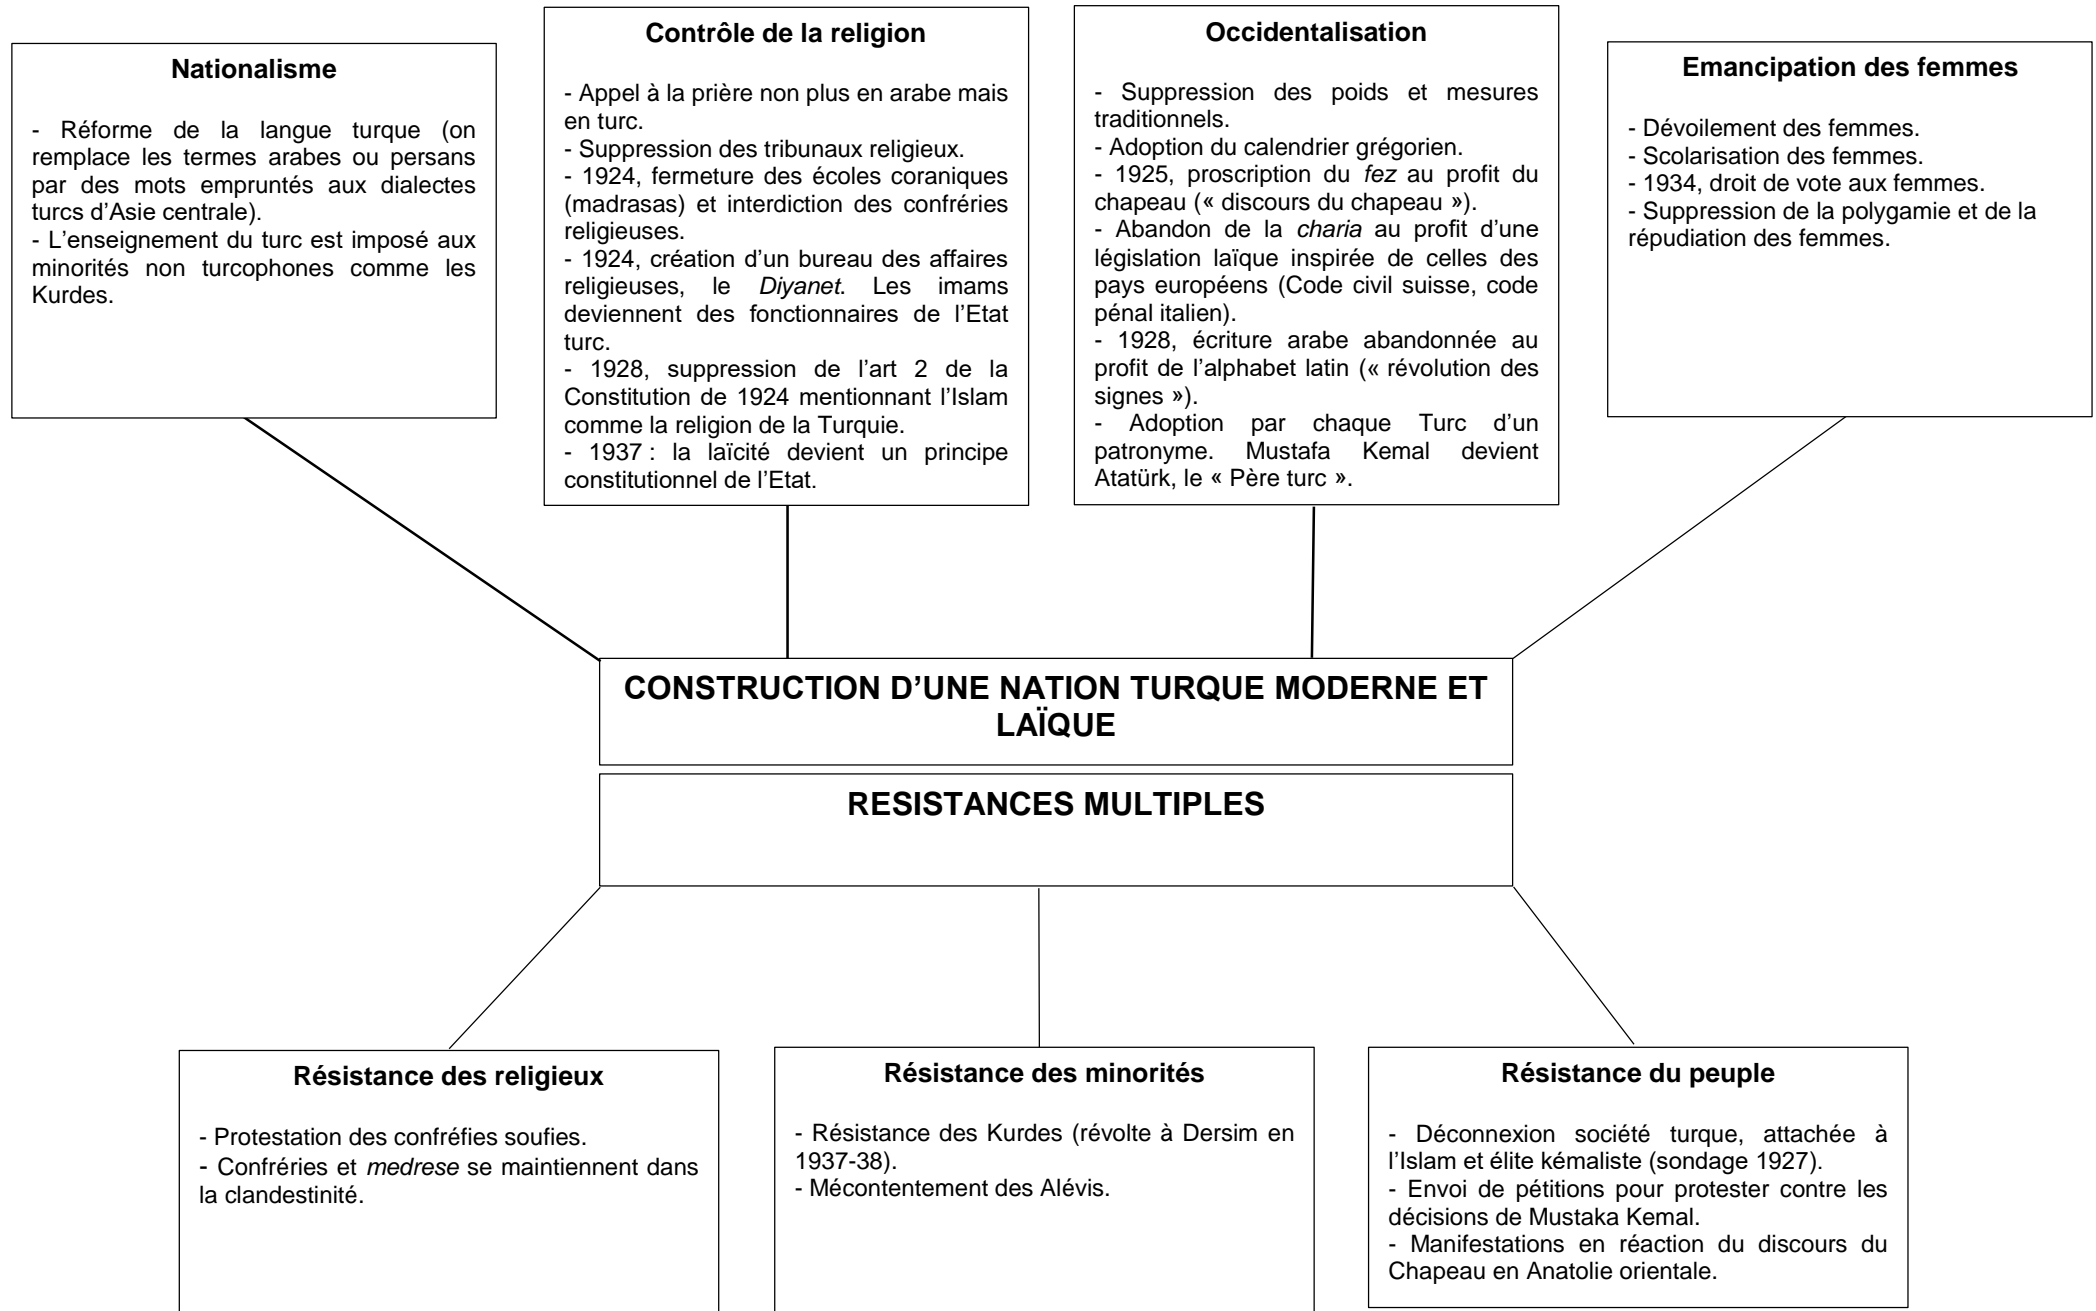 Nationalisme
- Réforme de la langue turque (on
remplace les termes arabes ou persans
par des mots empruntés aux dialectes
turcs d’Asie centrale).
- L’enseignement du turc est imposé aux
minorités non turcophones comme les
Kurdes.
Contrôle de la religion
- Appel à la prière non plus en arabe mais
en turc.
- Suppression des tribunaux religieux.
- 1924, fermeture des écoles coraniques
(madrasas) et interdiction des confréries
religieuses.
- 1924, création d’un bureau des affaires
religieuses, le Diyanet. Les imams
deviennent des fonctionnaires de l’Etat
turc.
- 1928, suppression de l’art 2 de la
Constitution de 1924 mentionnant l’Islam
comme la religion de la Turquie.
- 1937 : la laïcité devient un principe
constitutionnel de l’Etat.
Occidentalisation
- Suppression des poids et mesures
traditionnels.
- Adoption du calendrier grégorien.
- 1925, proscription du fez au profit du
chapeau (« discours du chapeau »).
- Abandon de la charia au profit d’une
législation laïque inspirée de celles des
pays européens (Code civil suisse, code
pénal italien).
- 1928, écriture arabe abandonnée au
profit de l’alphabet latin (« révolution des
signes »).
- Adoption par chaque Turc d’un
patronyme. Mustafa Kemal devient
Atatürk, le « Père turc ».
Emancipation des femmes
- Dévoilement des femmes.
- Scolarisation des femmes.
- 1934, droit de vote aux femmes.
- Suppression de la polygamie et de la
répudiation des femmes.
CONSTRUCTION D’UNE NATION TURQUE MODERNE ET
LAÏQUE
RESISTANCES MULTIPLES
Résistance des religieux
- Protestation des confréfies soufies.
- Confréries et medrese se maintiennent dans
la clandestinité.
Résistance des minorités
- Résistance des Kurdes (révolte à Dersim en
1937-38).
- Mécontentement des Alévis.
Résistance du peuple
- Déconnexion société turque, attachée à
l’Islam et élite kémaliste (sondage 1927).
- Envoi de pétitions pour protester contre les
décisions de Mustaka Kemal.
- Manifestations en réaction du discours du
Chapeau en Anatolie orientale.